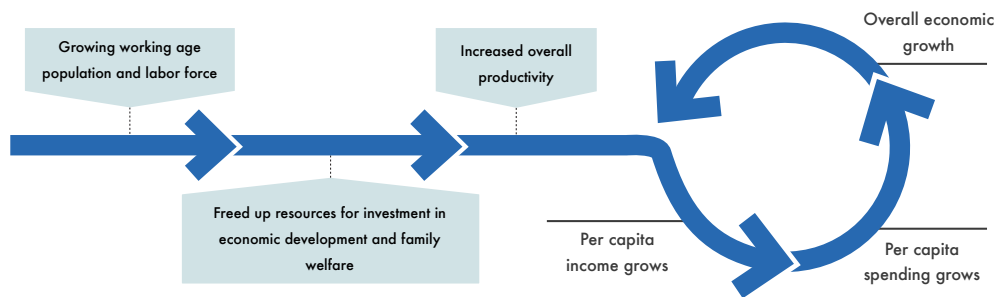 Growing working age
population and labor force
Freed up resources for investment in
economic development and family
welfare
Increased overall
productivity
Per capita
income grows
Per capita
spending grows
Overall economic
growth